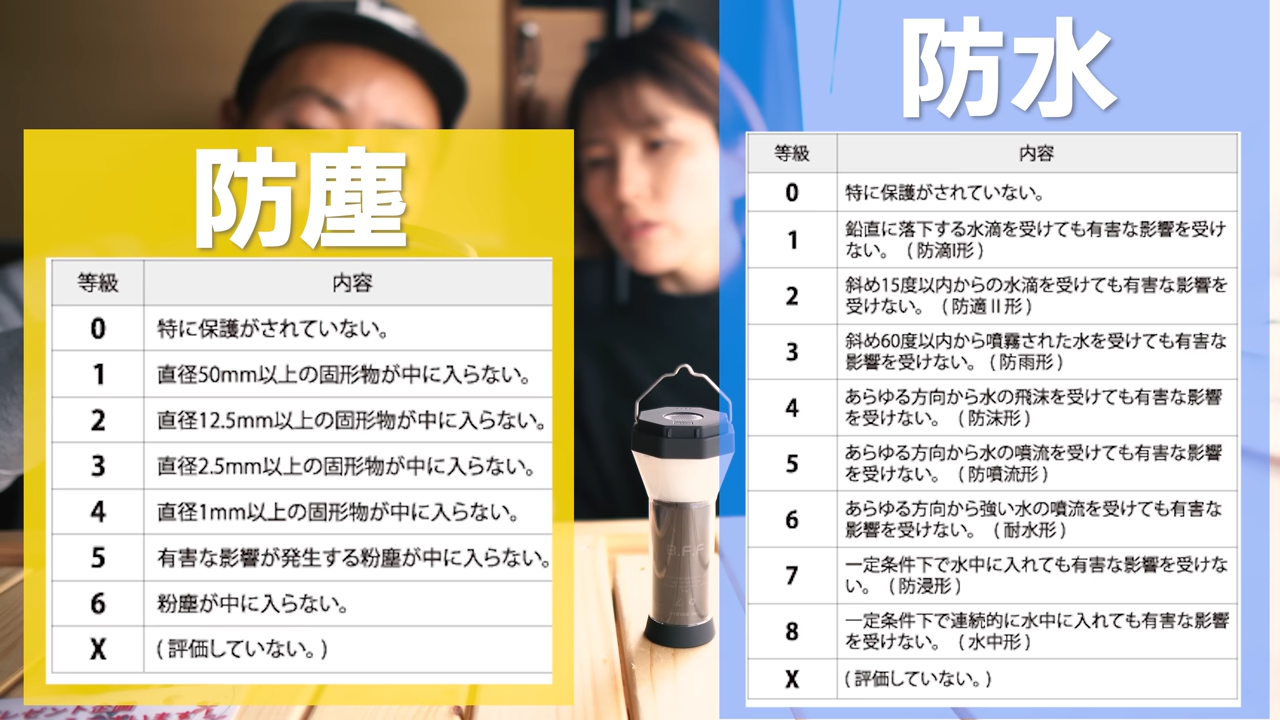 防塵
等級 内容
0 特に保護がされていない。
1 直径50mm以上の固形物が中に入らない。
2 直径12.5mm以上の固形物が中に入らない。
3 直径2.5mm以上の固形物が中に入らない。
4 直径1mm以上の固形物が中に入らない。
5 有害な影響が発生する粉塵が中に入らない。
6 粉塵が中に入らない。
X (評価していない。)
防水
等級 内容
0 特に保護がされていない。
1 鉛直に落下する水滴を受けても有害な影響を受け
ない。 (防滴I形)
2 斜め15度以内からの水滴を受けても有害な影響を
受けない。 (防適II形)
3 斜め60度以内から噴霧された水を受けても有害な
影響を受けない。 (防雨形)
4 あらゆる方向から水の飛沫を受けても有害な影響
を受けない。 (防沫形)
5 あらゆる方向から水の噴流を受けても有害な影響
を受けない。 (防噴流形)
6 あらゆる方向から強い水の噴流を受けても有害な
影響を受けない。 (耐水形)
7 一定条件下で水中に入れても有害な影響を受けな
い。 (防浸形)
8 一定条件下で連続的に水中に入れても有害な影響
を受けない。 (水中形)
X (評価していない。)
B.F.F